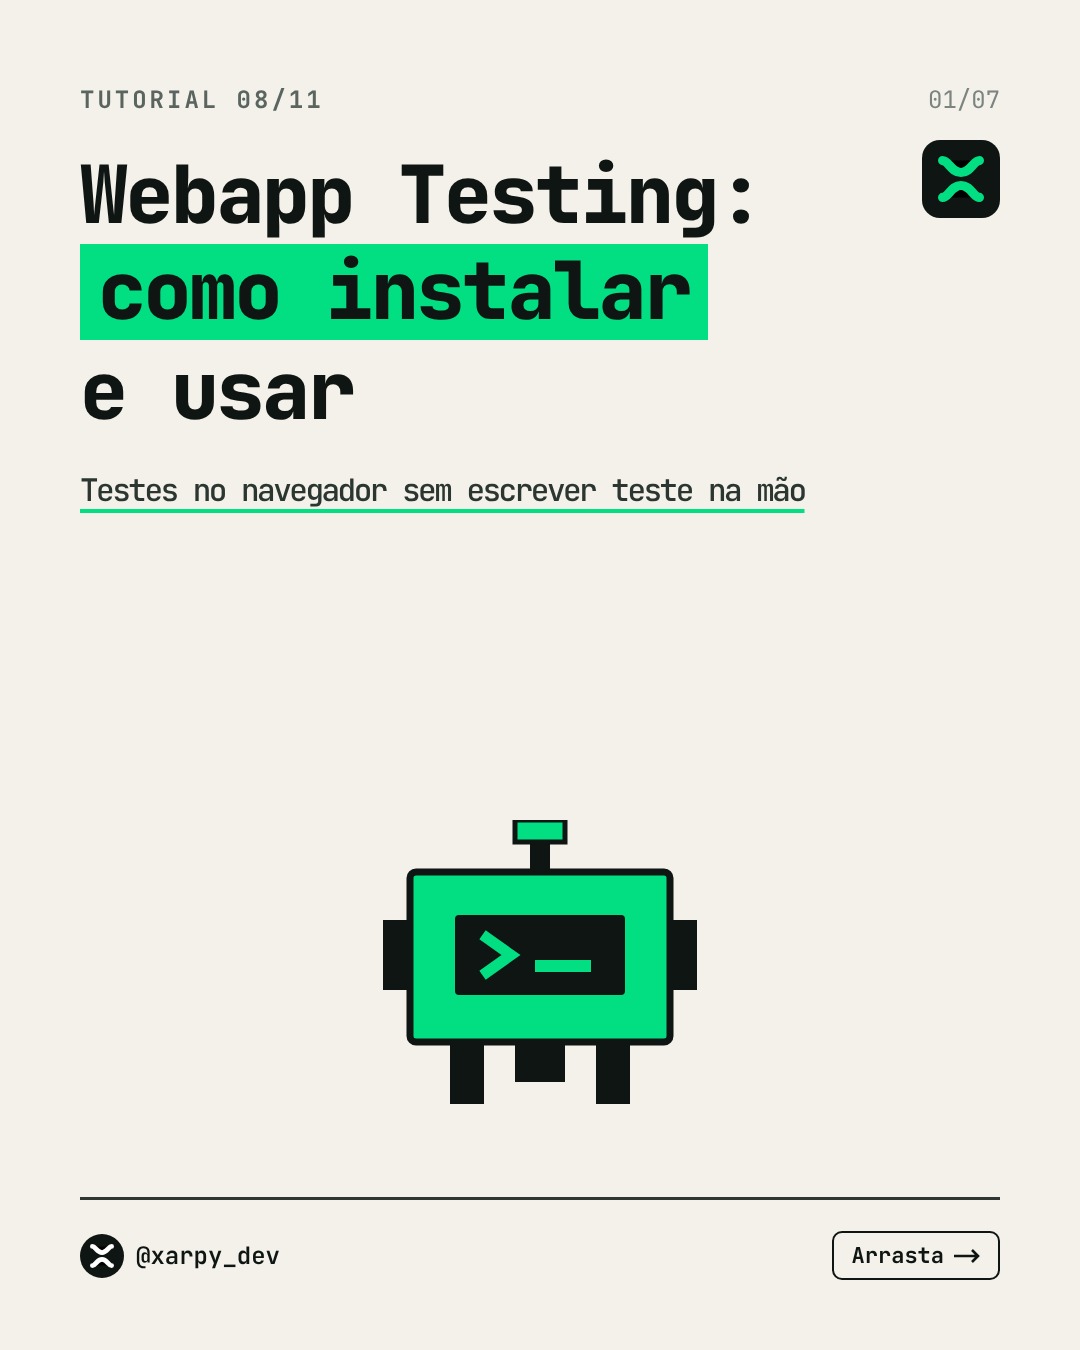 TUTORIAL 08/11
01/07
Webapp Testing:
como instalar
e usar
Testes no navegador sem escrever teste na mão
>_
@xarpy_dev
Arrasta →